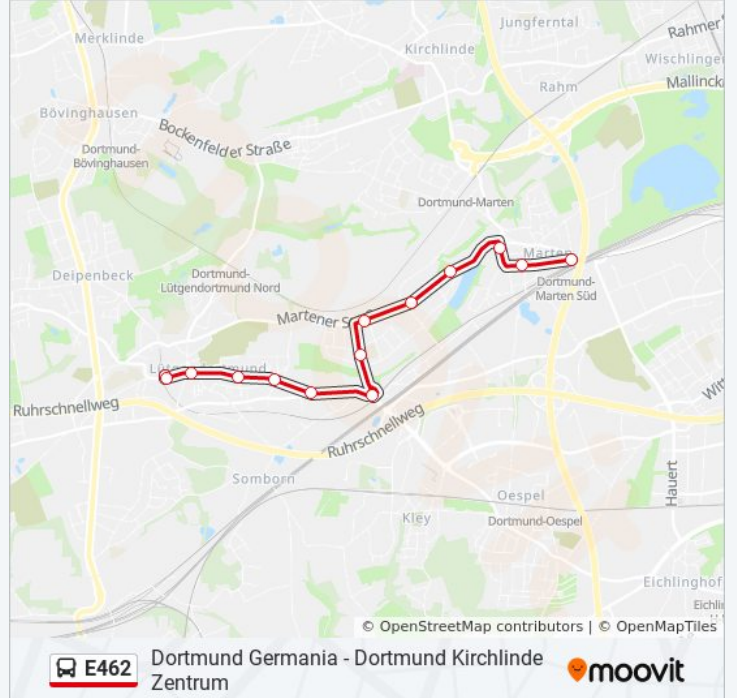 Jungferntal
Merklinde
Rahmer
Kirchlinde
Wischlinger
Rahm
Mallinck
Bövinghausen
Bockenfelder Straße
Dortmund-
Bövinghausen
Dortmund-Marten
Marten
Deipenbeck
Dortmund-
Lütgendortmund Nord
Dortmund-
Marten Süd
Martener S
Ruhrschnellweg
Witt
Ruhrschnellweg
Somborn
Oespel
Hauert
Kley
Dortmund-Oespel
Eichlinghof
Eichli
© OpenStreetMap contributors | © OpenMapTiles
E462
Dortmund Germania - Dortmund Kirchlinde
Zentrum
moovit